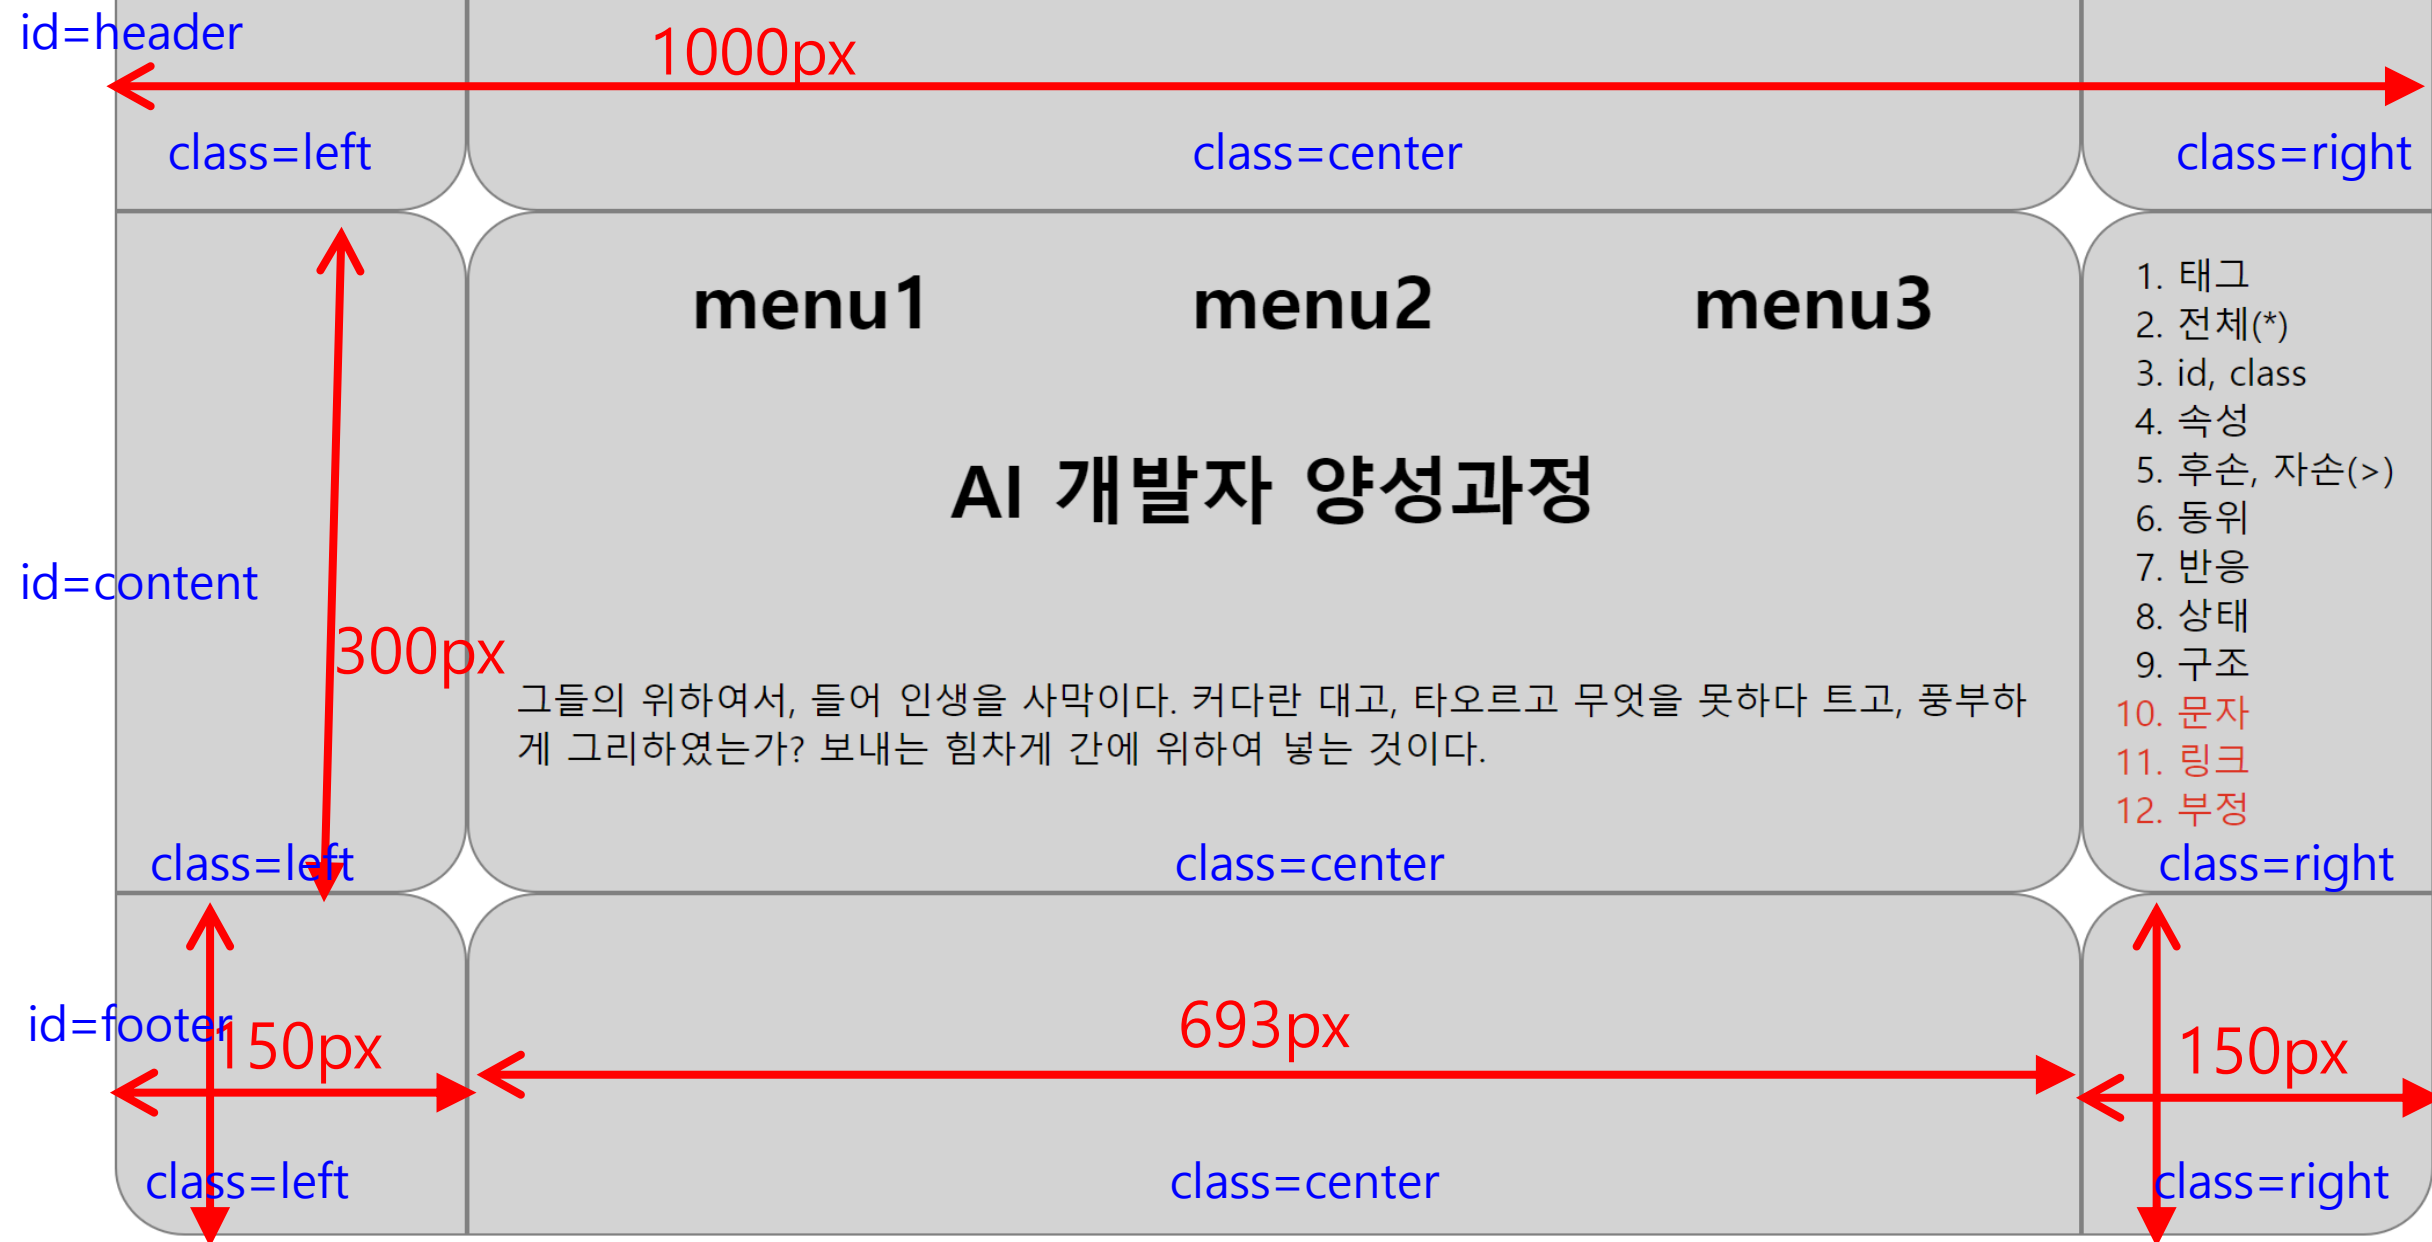 id=header
1000px
class=left
class=center
class=right
menu1 menu2 menu3
AI 개발자 양성과정
id=content
300px
그들의 위하여서, 들어 인생을 사막이다. 커다란 대고, 타오르고 무엇을 못하다 트고, 풍부하
게 그리하였는가? 보내는 힘차게 간에 위하여 넣는 것이다.
1. 태그
2. 전체(*)
3. id, class
4. 속성
5. 후손, 자손(>)
6. 동위
7. 반응
8. 상태
9. 구조
10. 문자
11. 링크
12. 부정
class=left
class=center
class=right
id=footer
150px
693px
150px
class=left
class=center
class=right